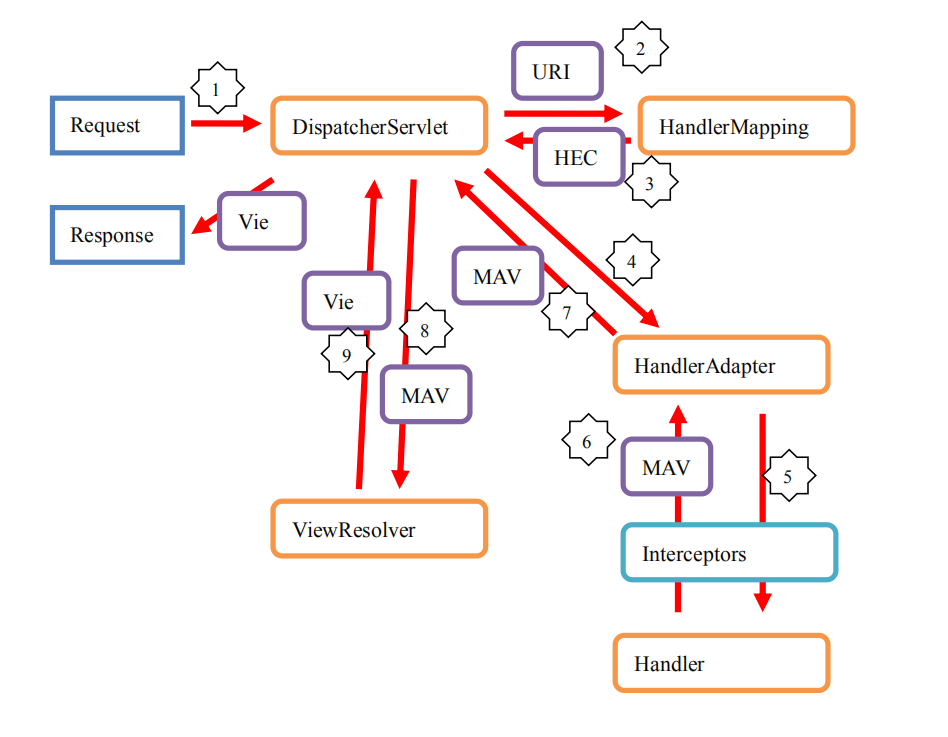 2
URI
1
Request
DispatcherServlet
HandlerMapping
HEC
3
Vie
Response
4
MAV
Vie
7
8
9
HandlerAdapter
MAV
6
MAV
5
ViewResolver
Interceptors
Handler